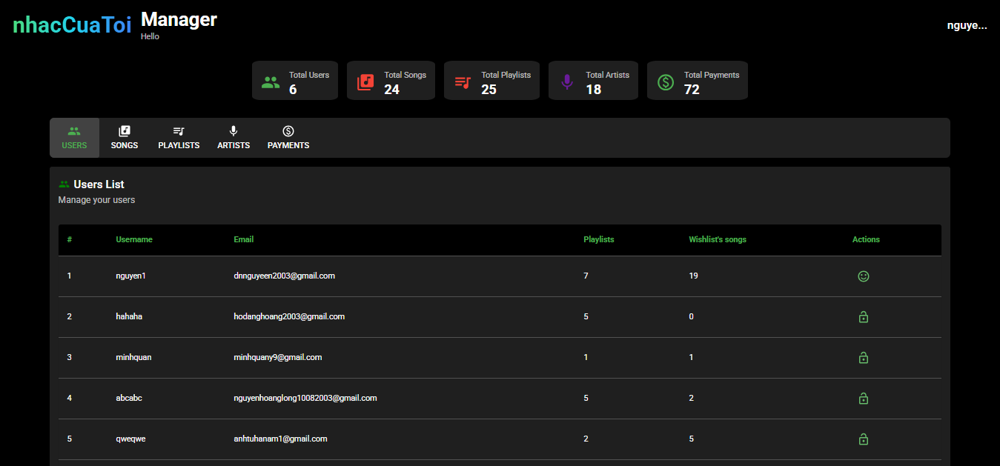 nhacCuaToi Manager
Hello
nguye...
Total Users
6
Total Songs
24
Total Playlists
25
Total Artists
18
Total Payments
72
USERS SONGS PLAYLISTS ARTISTS PAYMENTS
Users List
Manage your users
# Username Email Playlists Wishlist's songs Actions
1 nguyen1 dnnguyeen2003@gmail.com 7 19
2 hahaha hodanghoang2003@gmail.com 5 0
3 minhquan minhquany9@gmail.com 1 1
4 abcabc nguyenhoanglong10082003@gmail.com 5 2
5 qweqwe anhtuhanam1@gmail.com 2 5